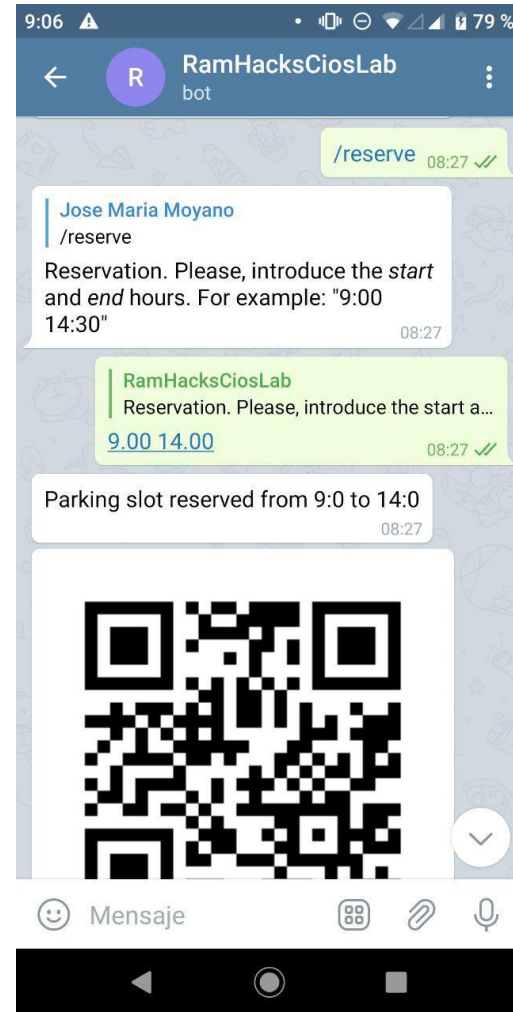 9:06 79 %
R RamHacksCiosLab
bot
/reserve 08:27
Jose Maria Moyano
/reserve
Reservation. Please, introduce the start
and end hours. For example: "9:00
14:30"
08:27
RamHacksCiosLab
Reservation. Please, introduce the start a...
9.00 14.00
08:27
Parking slot reserved from 9:0 to 14:0
08:27
Mensaje